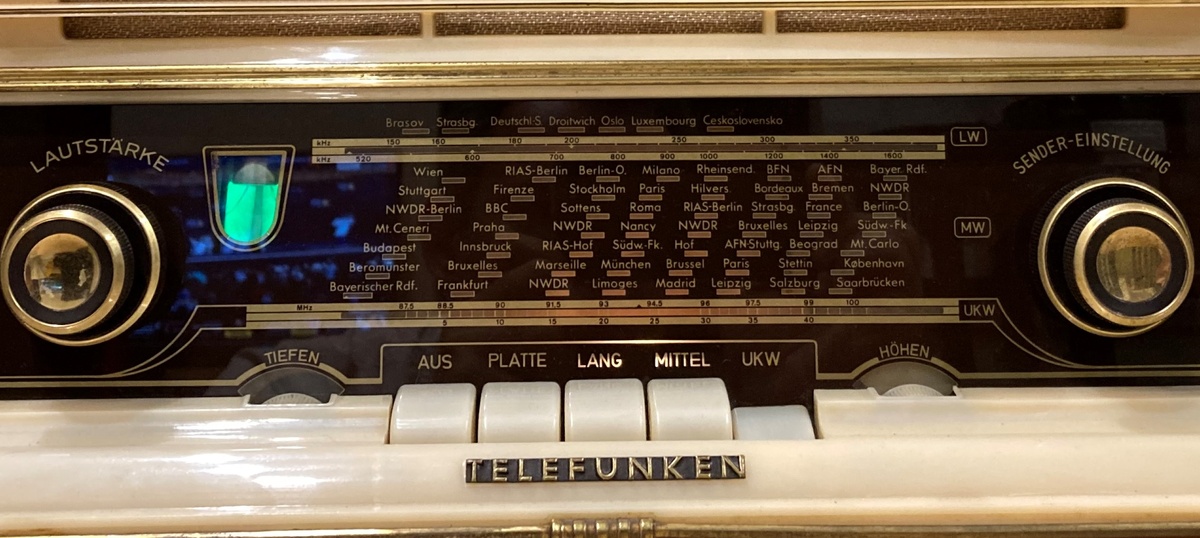 Brasov Strasbg. Deutschl.S. Droitwich Oslo Luxembourg Ceskoslovensko
kHz 150 160 200 250 300 350 LW
kHz 520 600 700 800 900 1000 1200 1400 1600
LAUTSTÄRKE
SENDER-EINSTELLUNG
Wien RIAS-Berlin Berlin-O. Milano Rheinsend. BFN AFN Bayer. Rdf.
Stuttgart Firenze Stockholm Paris Hilvers. Bordeaux Bremen NWDR
NWDR-Berlin BBC Sottens Roma RIAS-Berlin Strasbg. France Berlin-O.
Mt. Ceneri Praha NWDR Nancy NWDR Bruxelles Leipzig Südw.-Fk
MW
Budapest Innsbruck RIAS-Hof Südw.-Fk. Hof AFN-Stuttg. Beograd Mt.Carlo
Beromünster Bruxelles Marseille München Brussel Paris Stettin København
Bayerischer Rdf. Frankfurt NWDR Limoges Madrid Leipzig Salzburg Saarbrücken
MHz 87.5 88.5 90 91.5 93 94.5 96 97.5 99 100 UKW
5 10 15 20 25 30 35 40
TIEFEN
HÖHEN
AUS PLATTE LANG MITTEL UKW
TELEFUNKEN